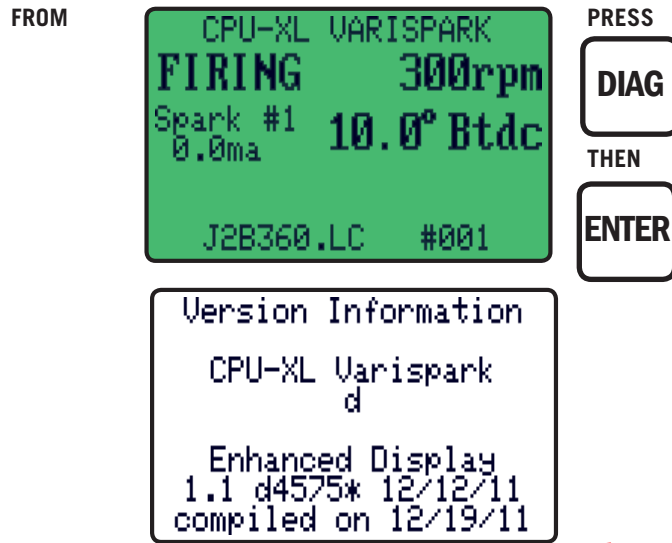 FROM
CPU-XL VARISPARK
FIRING 300rpm
Spark #1
0.0ma
10.0° Btdc
J2B360.LC #001
PRESS
DIAG
THEN
ENTER
Version Information
CPU-XL Varispark
d
Enhanced Display
1.1 d4575* 12/12/11
compiled on 12/19/11